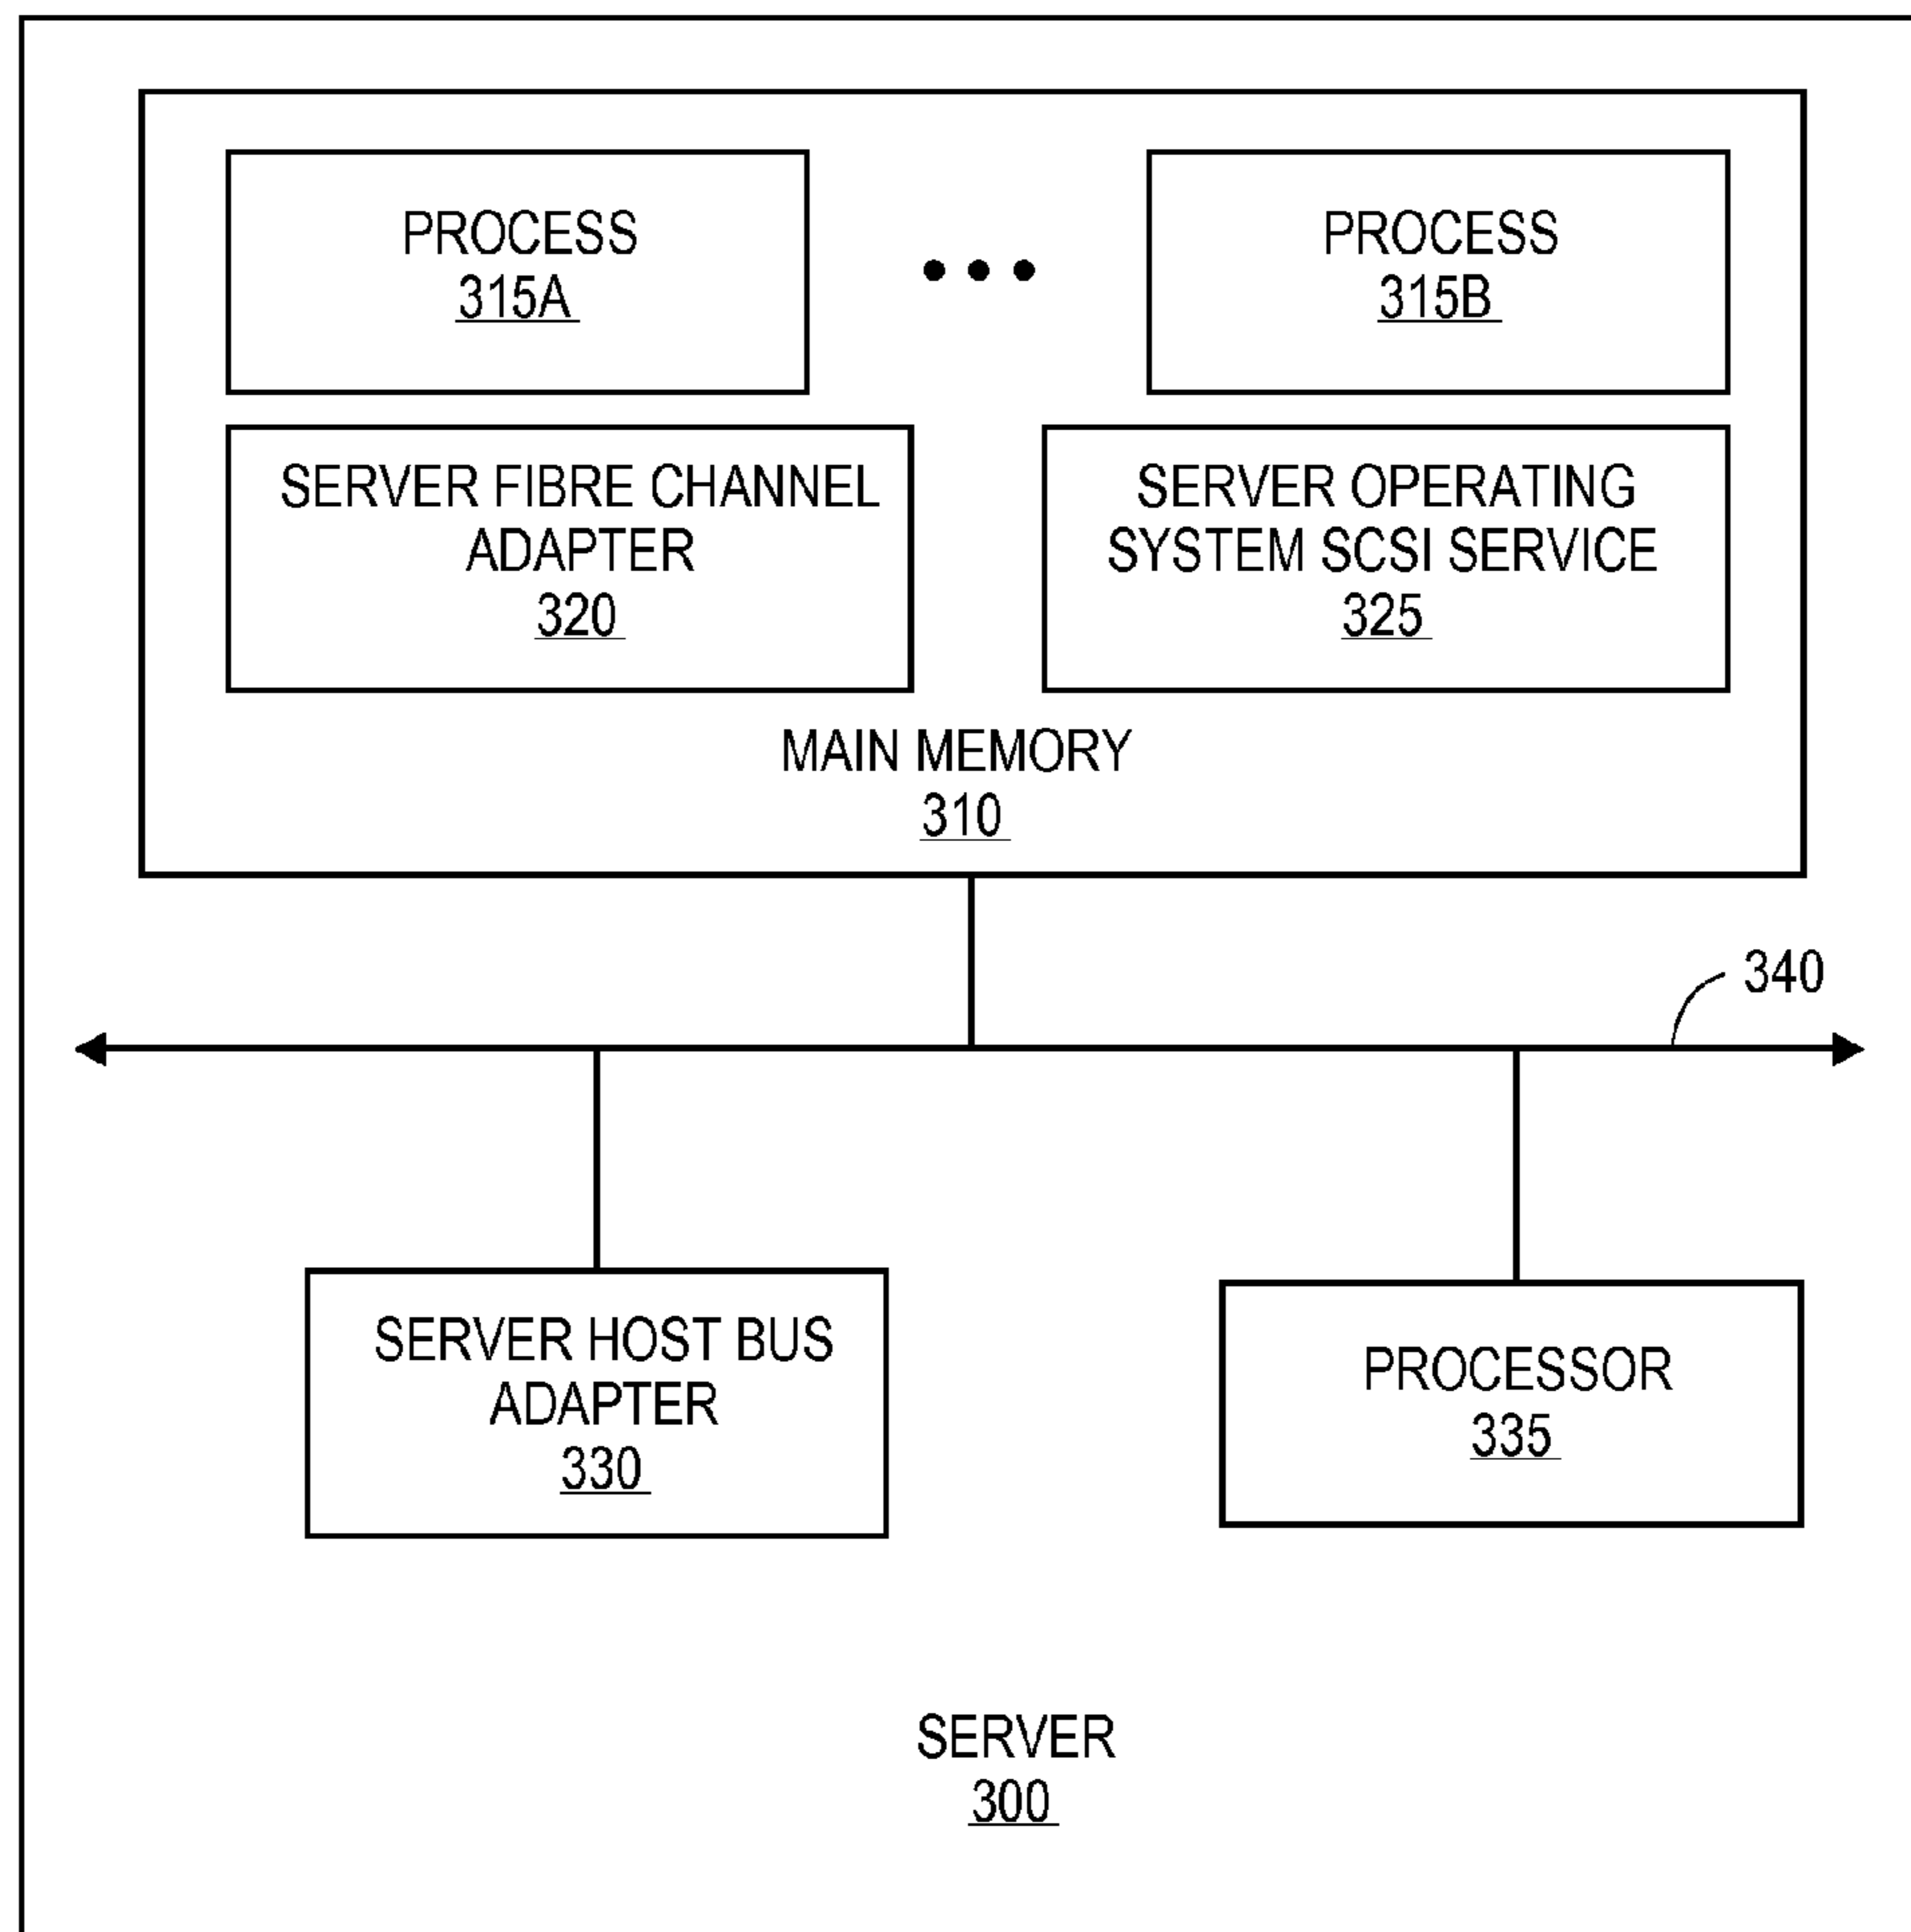 PROCESS
315A
• • •
PROCESS
315B
SERVER FIBRE CHANNEL
ADAPTER
320
SERVER OPERATING
SYSTEM SCSI SERVICE
325
MAIN MEMORY
310
340
SERVER HOST BUS
ADAPTER
330
PROCESSOR
335
SERVER
300